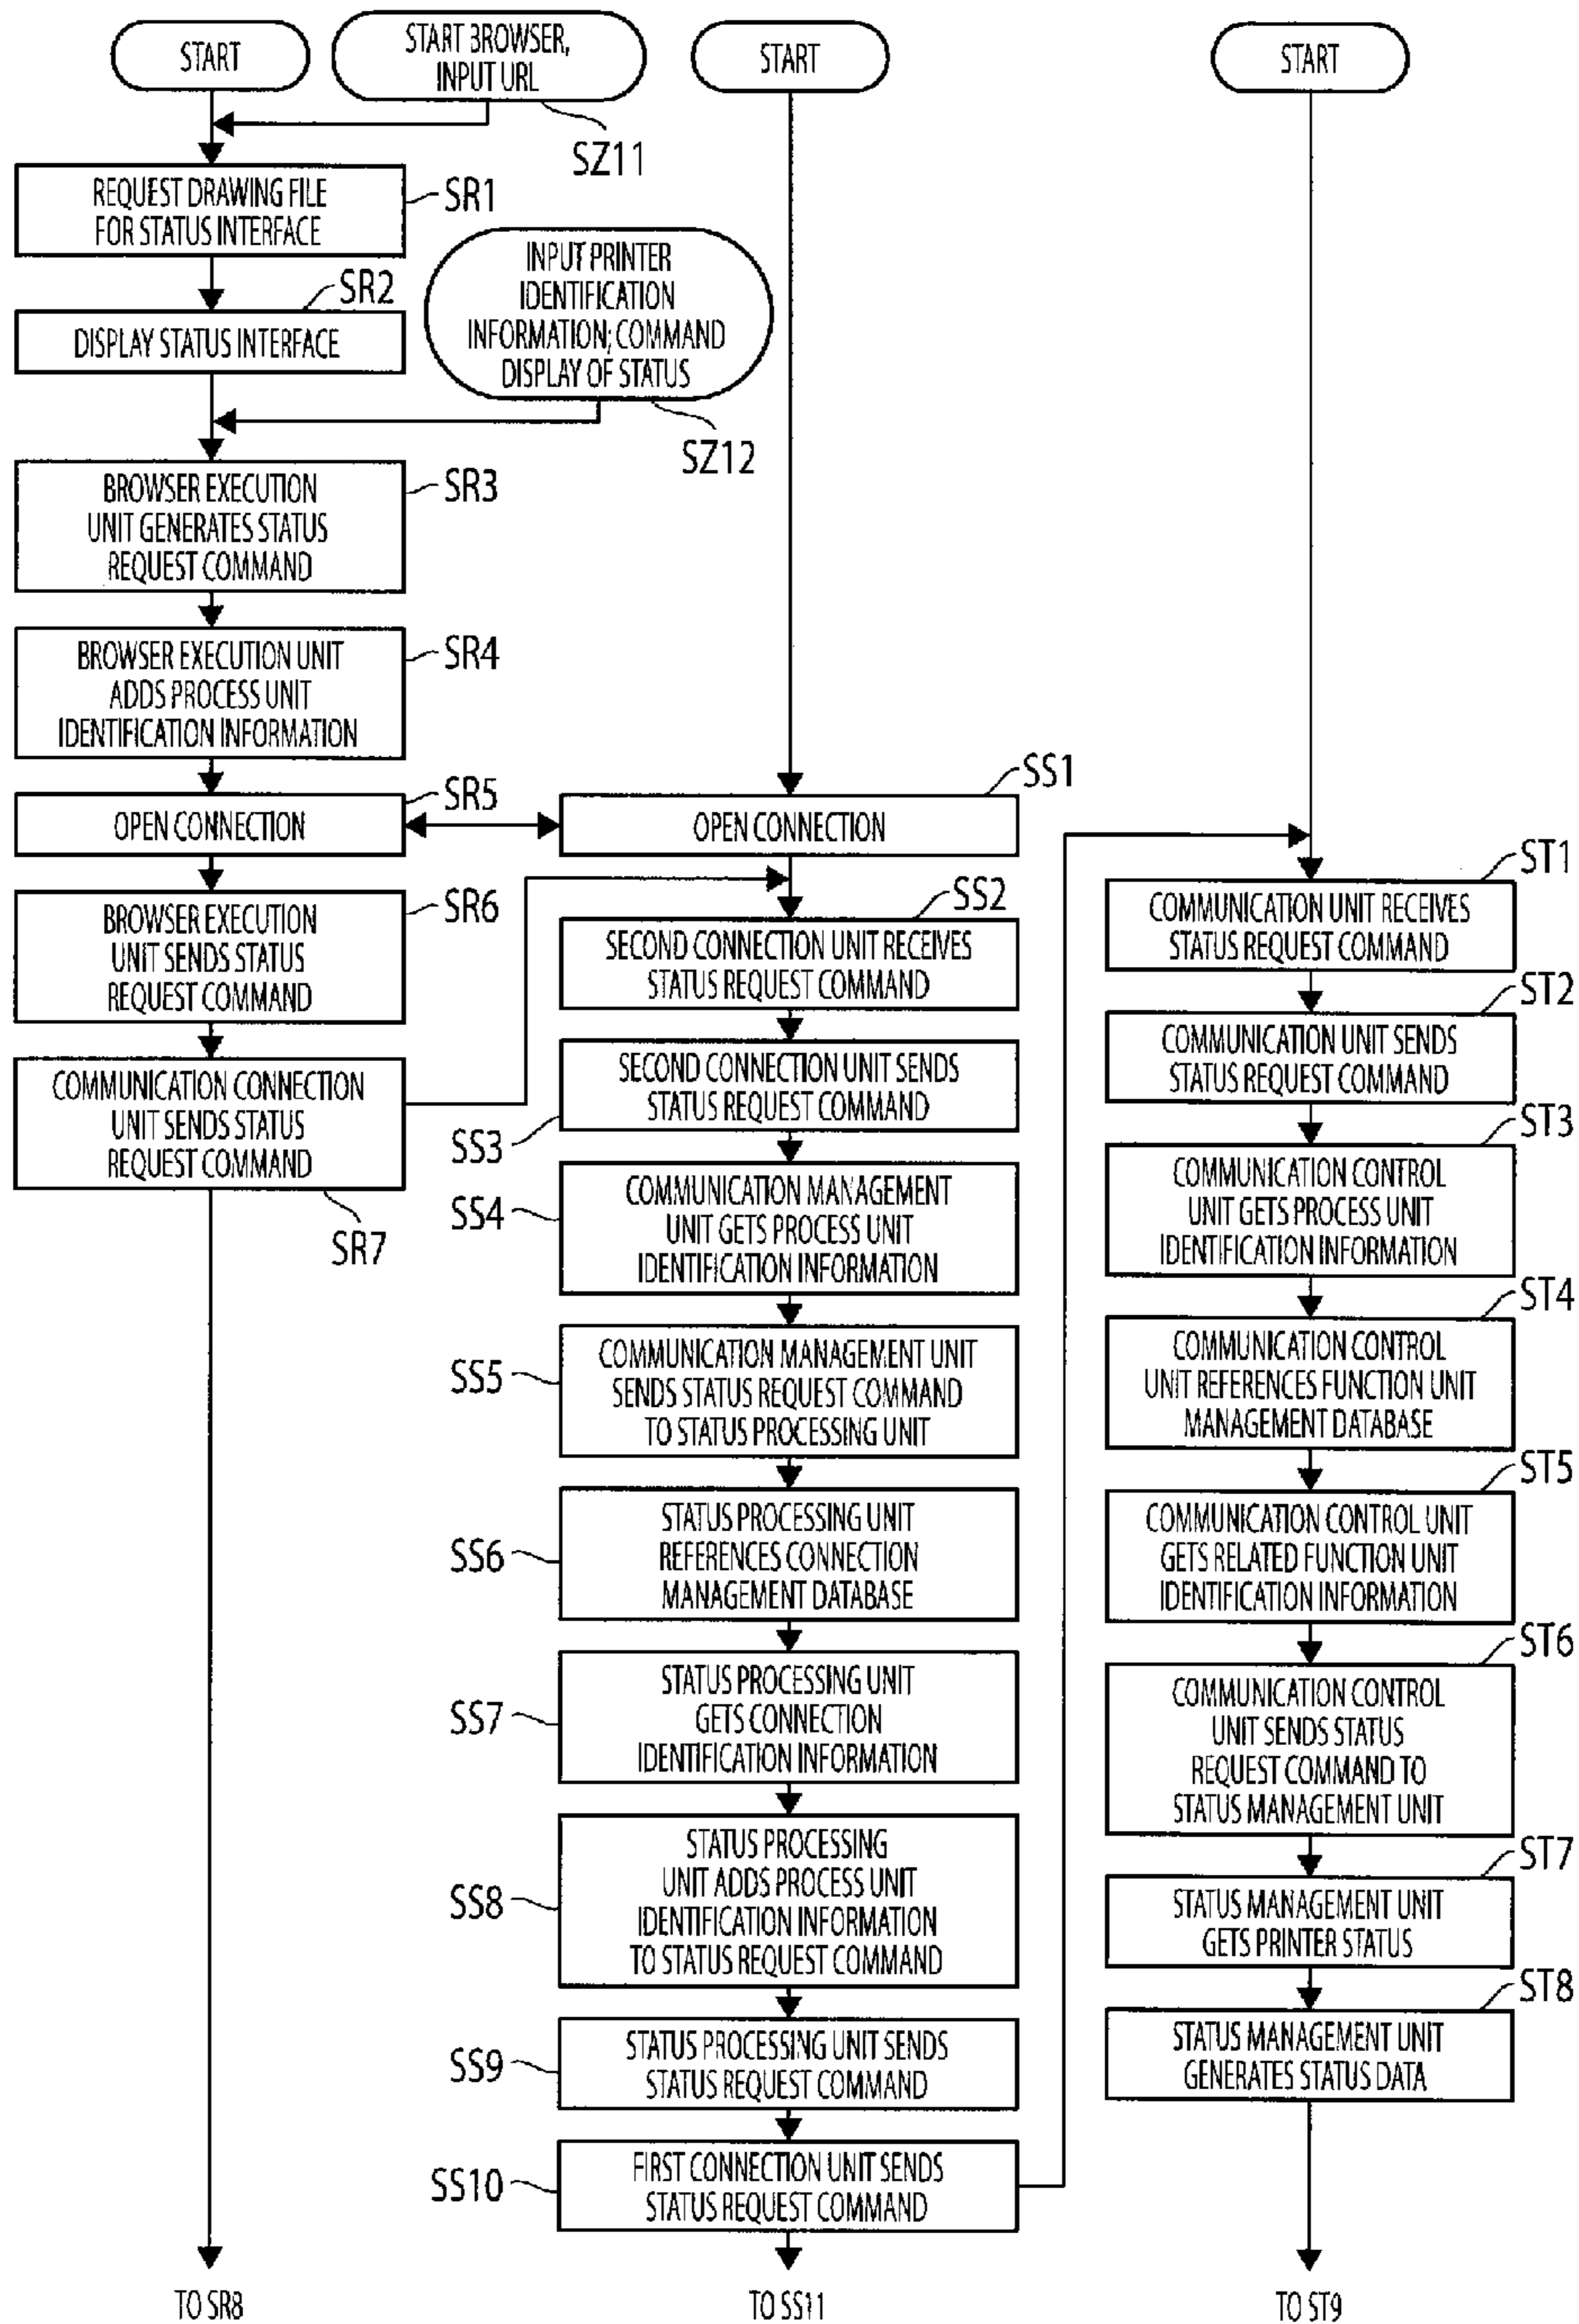 START
START BROWSER,
INPUT URL
SZ11
REQUEST DRAWING FILE
FOR STATUS INTERFACE
SR1
DISPLAY STATUS INTERFACE
SR2
INPUT PRINTER
IDENTIFICATION
INFORMATION; COMMAND
DISPLAY OF STATUS
SZ12
BROWSER EXECUTION
UNIT GENERATES STATUS
REQUEST COMMAND
SR3
BROWSER EXECUTION UNIT
ADDS PROCESS UNIT
IDENTIFICATION INFORMATION
SR4
OPEN CONNECTION
SR5
BROWSER EXECUTION
UNIT SENDS STATUS
REQUEST COMMAND
SR6
COMMUNICATION CONNECTION
UNIT SENDS STATUS
REQUEST COMMAND
SR7
TO SR8
START
OPEN CONNECTION
SS1
SECOND CONNECTION UNIT RECEIVES
STATUS REQUEST COMMAND
SS2
SECOND CONNECTION UNIT SENDS
STATUS REQUEST COMMAND
SS3
COMMUNICATION MANAGEMENT
UNIT GETS PROCESS UNIT
IDENTIFICATION INFORMATION
SS4
COMMUNICATION MANAGEMENT UNIT
SENDS STATUS REQUEST COMMAND
TO STATUS PROCESSING UNIT
SS5
STATUS PROCESSING UNIT
REFERENCES CONNECTION
MANAGEMENT DATABASE
SS6
STATUS PROCESSING UNIT
GETS CONNECTION
IDENTIFICATION INFORMATION
SS7
STATUS PROCESSING
UNIT ADDS PROCESS UNIT
IDENTIFICATION INFORMATION
TO STATUS REQUEST COMMAND
SS8
STATUS PROCESSING UNIT SENDS
STATUS REQUEST COMMAND
SS9
FIRST CONNECTION UNIT SENDS
STATUS REQUEST COMMAND
SS10
TO SS11
START
COMMUNICATION UNIT RECEIVES
STATUS REQUEST COMMAND
ST1
COMMUNICATION UNIT SENDS
STATUS REQUEST COMMAND
ST2
COMMUNICATION CONTROL
UNIT GETS PROCESS UNIT
IDENTIFICATION INFORMATION
ST3
COMMUNICATION CONTROL
UNIT REFERENCES FUNCTION UNIT
MANAGEMENT DATABASE
ST4
COMMUNICATION CONTROL UNIT
GETS RELATED FUNCTION UNIT
IDENTIFICATION INFORMATION
ST5
COMMUNICATION CONTROL
UNIT SENDS STATUS
REQUEST COMMAND TO
STATUS MANAGEMENT UNIT
ST6
STATUS MANAGEMENT UNIT
GETS PRINTER STATUS
ST7
STATUS MANAGEMENT UNIT
GENERATES STATUS DATA
ST8
TO ST9